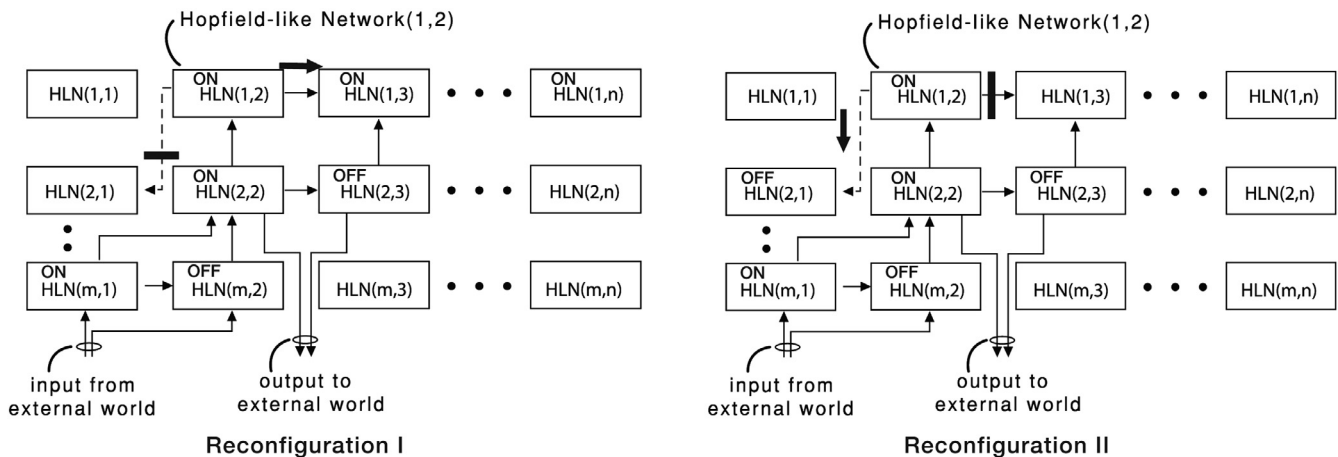 Hopfield-like Network(1,2)
HLN(1,1)
ON
HLN(1,2)
ON
HLN(1,3)
ON
HLN(1,n)
HLN(2,1)
ON
HLN(2,2)
OFF
HLN(2,3)
HLN(2,n)
ON
HLN(m,1)
OFF
HLN(m,2)
HLN(m,3)
HLN(m,n)
input from
external world
output to
external world
Reconfiguration I
Hopfield-like Network(1,2)
HLN(1,1)
ON
HLN(1,2)
HLN(1,3)
HLN(1,n)
OFF
HLN(2,1)
ON
HLN(2,2)
OFF
HLN(2,3)
HLN(2,n)
ON
HLN(m,1)
OFF
HLN(m,2)
HLN(m,3)
HLN(m,n)
input from
external world
output to
external world
Reconfiguration II